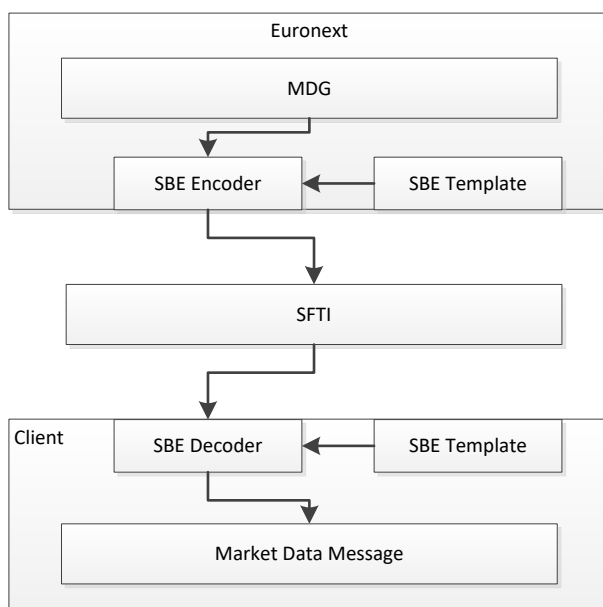 Euronext
MDG
SBE Encoder
SBE Template
SFTI
Client
SBE Decoder
SBE Template
Market Data Message